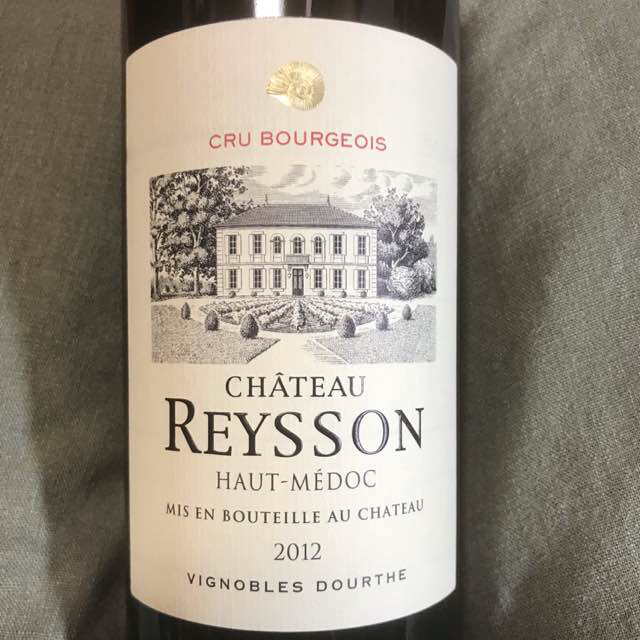 CRU BOURGEOIS
CHÂTEAU
REYSSON
HAUT-MÉDOC
MIS EN BOUTEILLE AU CHATEAU
2012
VIGNOBLES DOURTHE